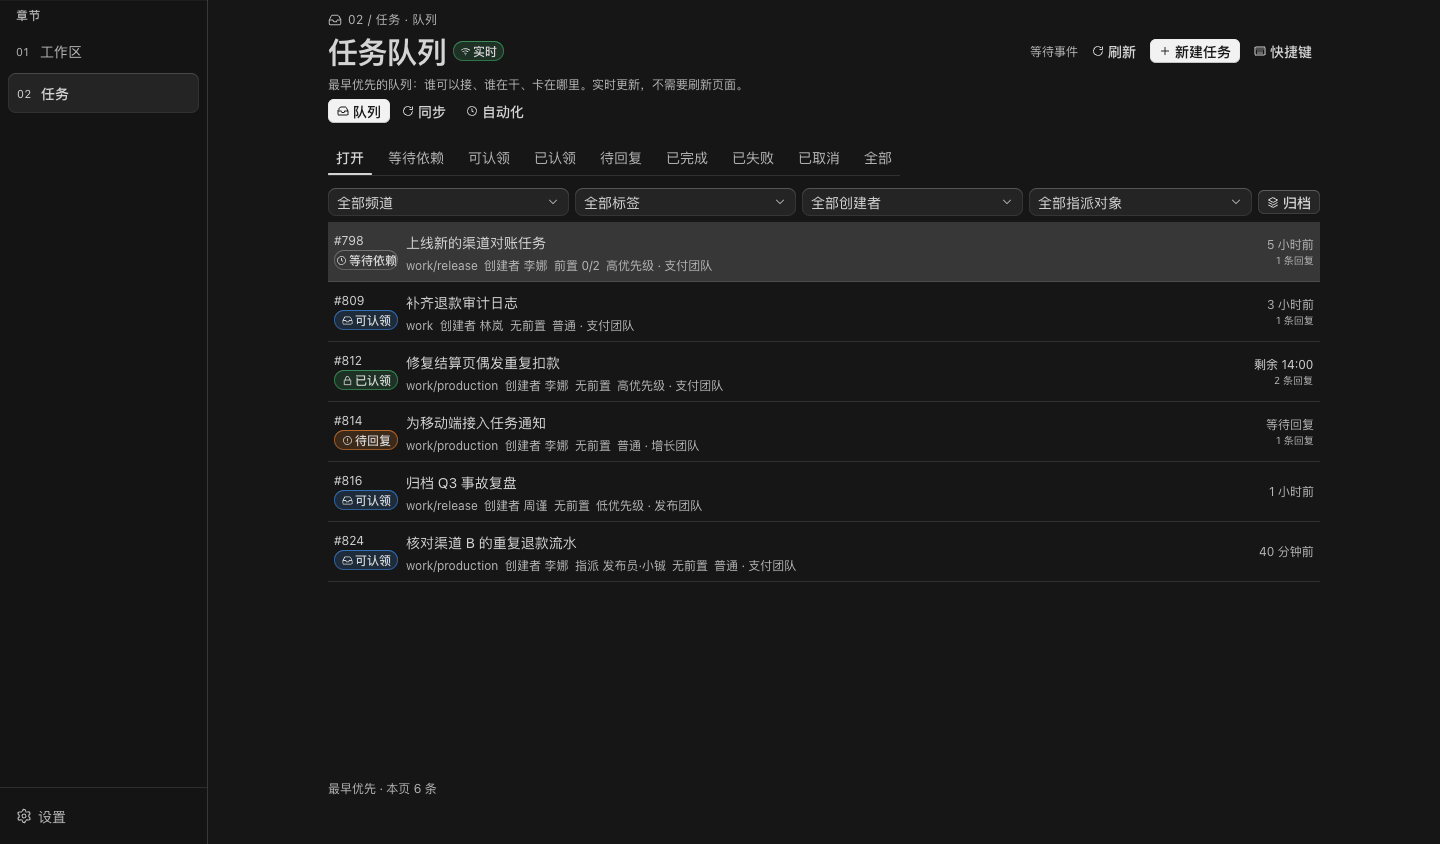 章节
01 工作区
02 任务
设置
02 / 任务 · 队列
任务队列 实时
等待事件 刷新 新建任务 快捷键
最早优先的队列：谁可以接、谁在干、卡在哪里。实时更新，不需要刷新页面。
队列 同步 自动化
打开 等待依赖 可认领 已认领 待回复 已完成 已失败 已取消 全部
全部频道 全部标签 全部创建者 全部指派对象 归档
#798 上线新的渠道对账任务 5 小时前
等待依赖 work/release 创建者 李娜 前置 0/2 高优先级 · 支付团队 1 条回复
#809 补齐退款审计日志 3 小时前
可认领 work 创建者 林岚 无前置 普通 · 支付团队 1 条回复
#812 修复结算页偶发重复扣款 剩余 14:00
已认领 work/production 创建者 李娜 无前置 高优先级 · 支付团队 2 条回复
#814 为移动端接入任务通知 等待回复
待回复 work/production 创建者 李娜 无前置 普通 · 增长团队 1 条回复
#816 归档 Q3 事故复盘 1 小时前
可认领 work/release 创建者 周谨 无前置 低优先级 · 发布团队
#824 核对渠道 B 的重复退款流水 40 分钟前
可认领 work/production 创建者 李娜 指派 发布员·小铖 无前置 普通 · 支付团队
最早优先 · 本页 6 条